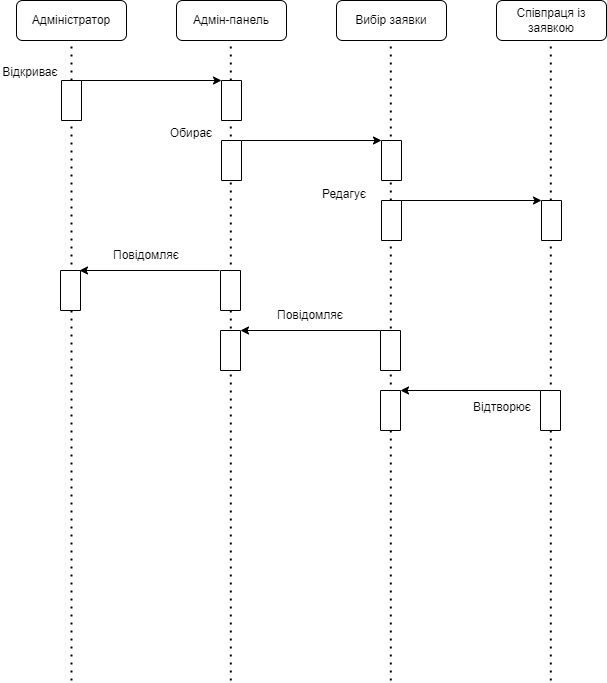 Адміністратор
Адмін-панель
Вибір заявки
Співпраця із
заявкою
Відкриває
Обирає
Редагує
Повідомляє
Повідомляє
Відтворює